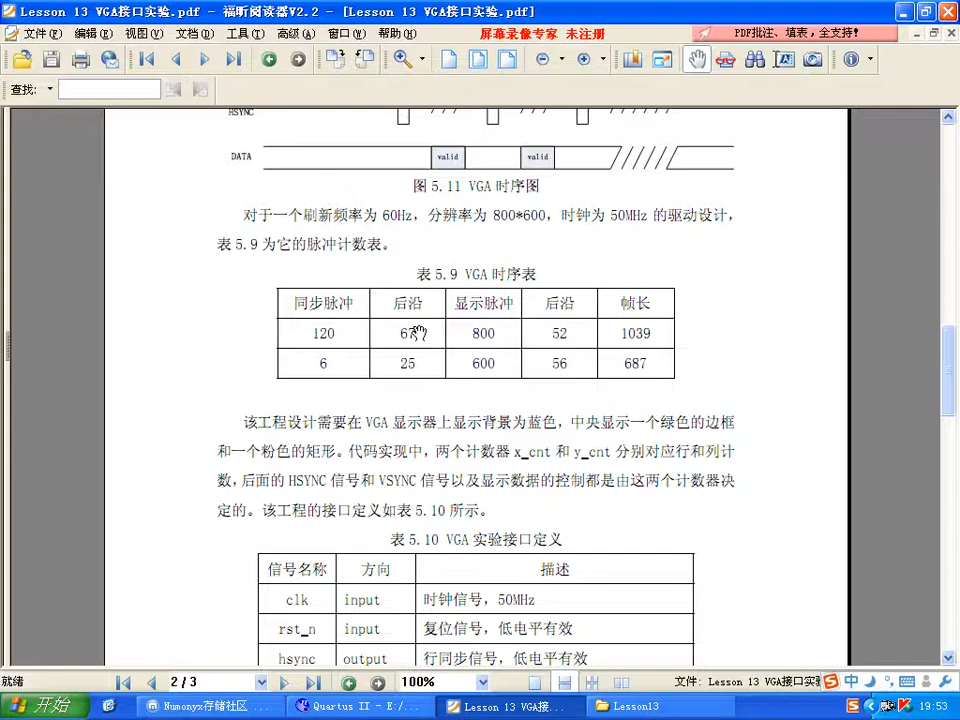 Lesson 13 VGA接口实验.pdf - 福昕阅读器V2.2 - [Lesson 13 VGA接口实验.pdf]
文件(F) 编辑(E) 视图(V) 文档(D) 工具(T) 高级(A) 窗口(W) 帮助(H) 屏幕录像专家 未注册 PDF批注、填表，全支持!
查找:
HSYNC
DATA valid valid
图 5.11 VGA 时序图
对于一个刷新频率为 60Hz，分辨率为 800*600，时钟为 50MHz 的驱动设计，
表 5.9 为它的脉冲计数表。
表 5.9 VGA 时序表
同步脉冲 后沿 显示脉冲 后沿 帧长
120 800 52 1039
6 25 600 56 687
该工程设计需要在 VGA 显示器上显示背景为蓝色，中央显示一个绿色的边框
和一个粉色的矩形。代码实现中，两个计数器 x_cnt 和 y_cnt 分别对应行和列计
数，后面的 HSYNC 信号和 VSYNC 信号以及显示数据的控制都是由这两个计数器决
定的。该工程的接口定义如表 5.10 所示。
表 5.10 VGA 实验接口定义
信号名称 方向 描述
clk input 时钟信号，50MHz
rst_n input 复位信号，低电平有效
hsync output 行同步信号，低电平有效
就绪 2 / 3 100% 文件: Lesson 13 VGA接口实 中
开始 Numonyx存储社区 ... Quartus II - E:/... Lesson 13 VGA接... Lesson13 19:53